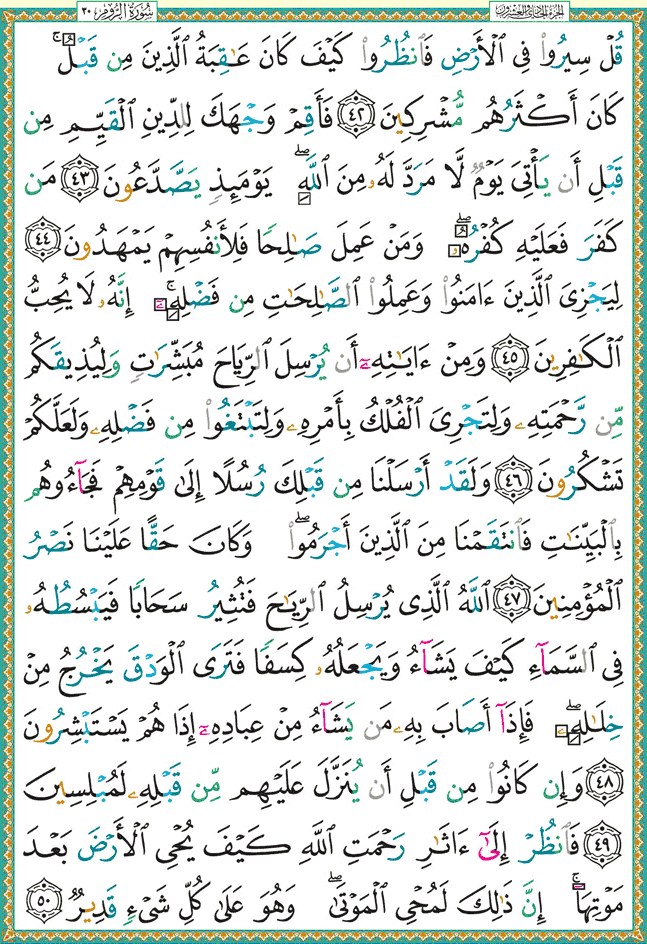 الجزء الحادي والعشرون سورة الروم ٣٠
قُلْ سِيرُوا۟ فِى ٱلْأَرْضِ فَٱنظُرُوا۟ كَيْفَ كَانَ عَـٰقِبَةُ ٱلَّذِينَ مِن قَبْلُ ۚ
كَانَ أَكْثَرُهُم مُّشْرِكِينَ ٤٢ فَأَقِمْ وَجْهَكَ لِلدِّينِ ٱلْقَيِّمِ مِن
قَبْلِ أَن يَأْتِىَ يَوْمٌ لَّا مَرَدَّ لَهُۥ مِنَ ٱللَّهِ ۖ يَوْمَئِذٍ يَصَّدَّعُونَ ٤٣ مَن
كَفَرَ فَعَلَيْهِ كُفْرُهُۥ ۖ وَمَنْ عَمِلَ صَـٰلِحًا فَلِأَنفُسِهِمْ يَمْهَدُونَ ٤٤
لِيَجْزِىَ ٱلَّذِينَ ءَامَنُوا۟ وَعَمِلُوا۟ ٱلصَّـٰلِحَـٰتِ مِن فَضْلِهِۦٓ ۚ إِنَّهُۥ لَا يُحِبُّ
ٱلْكَـٰفِرِينَ ٤٥ وَمِنْ ءَايَـٰتِهِۦٓ أَن يُرْسِلَ ٱلرِّيَاحَ مُبَشِّرَٰتٍ وَلِيُذِيقَكُم
مِّن رَّحْمَتِهِۦ وَلِتَجْرِىَ ٱلْفُلْكُ بِأَمْرِهِۦ وَلِتَبْتَغُوا۟ مِن فَضْلِهِۦ وَلَعَلَّكُمْ
تَشْكُرُونَ ٤٦ وَلَقَدْ أَرْسَلْنَا مِن قَبْلِكَ رُسُلًا إِلَىٰ قَوْمِهِمْ فَجَآءُوهُم
بِٱلْبَيِّنَـٰتِ فَٱنتَقَمْنَا مِنَ ٱلَّذِينَ أَجْرَمُوا۟ ۖ وَكَانَ حَقًّا عَلَيْنَا نَصْرُ
ٱلْمُؤْمِنِينَ ٤٧ ٱللَّهُ ٱلَّذِى يُرْسِلُ ٱلرِّيَـٰحَ فَتُثِيرُ سَحَابًا فَيَبْسُطُهُۥ
فِى ٱلسَّمَآءِ كَيْفَ يَشَآءُ وَيَجْعَلُهُۥ كِسَفًا فَتَرَى ٱلْوَدْقَ يَخْرُجُ مِنْ
خِلَـٰلِهِۦ ۖ فَإِذَآ أَصَابَ بِهِۦ مَن يَشَآءُ مِنْ عِبَادِهِۦٓ إِذَا هُمْ يَسْتَبْشِرُونَ
٤٨ وَإِن كَانُوا۟ مِن قَبْلِ أَن يُنَزَّلَ عَلَيْهِم مِّن قَبْلِهِۦ لَمُبْلِسِينَ
٤٩ فَٱنظُرْ إِلَىٰٓ ءَاثَـٰرِ رَحْمَتِ ٱللَّهِ كَيْفَ يُحْىِ ٱلْأَرْضَ بَعْدَ
مَوْتِهَآ ۚ إِنَّ ذَٰلِكَ لَمُحْىِ ٱلْمَوْتَىٰ ۖ وَهُوَ عَلَىٰ كُلِّ شَىْءٍ قَدِيرٌ ٥٠